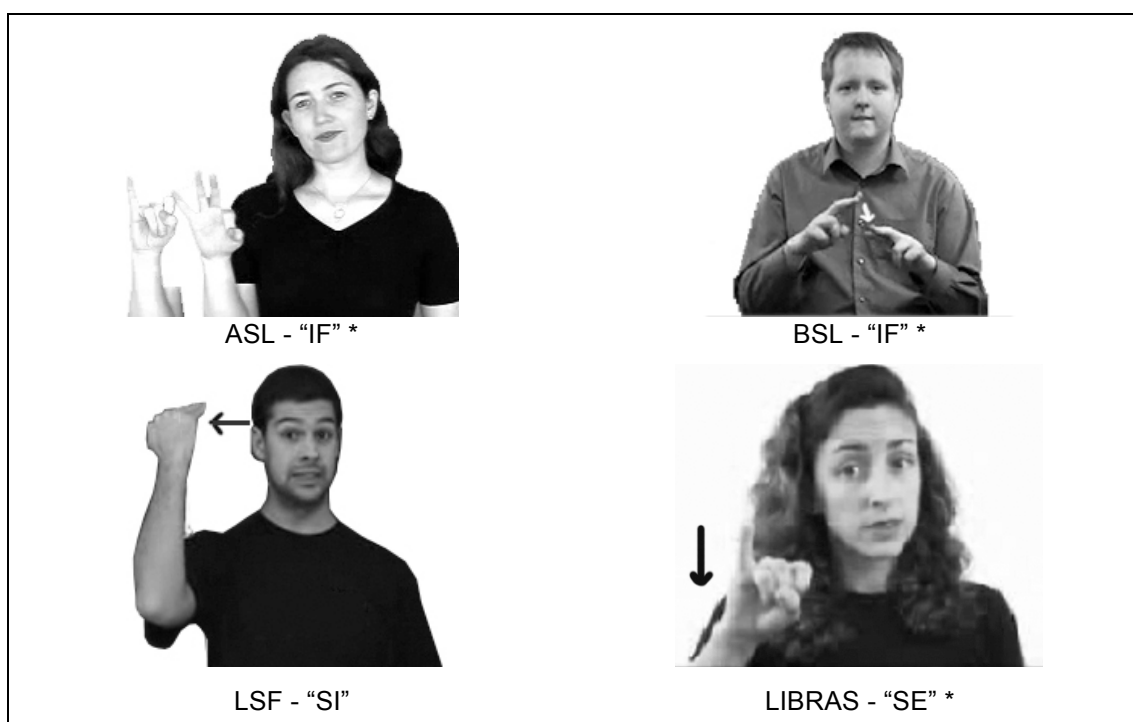 ASL - “IF” *
BSL - “IF” *
LSF - “SI”
LIBRAS - “SE” *